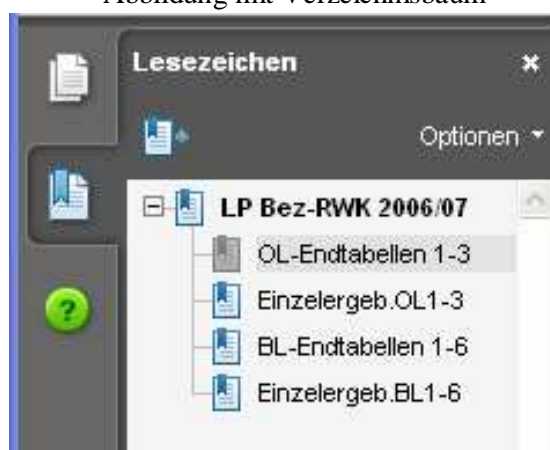 Abbildung mit Verzeichnisbaum
Lesezeichen
Optionen
LP Bez-RWK 2006/07
OL-Endtabellen 1-3
Einzelergeb.OL1-3
BL-Endtabellen 1-6
Einzelergeb.BL1-6